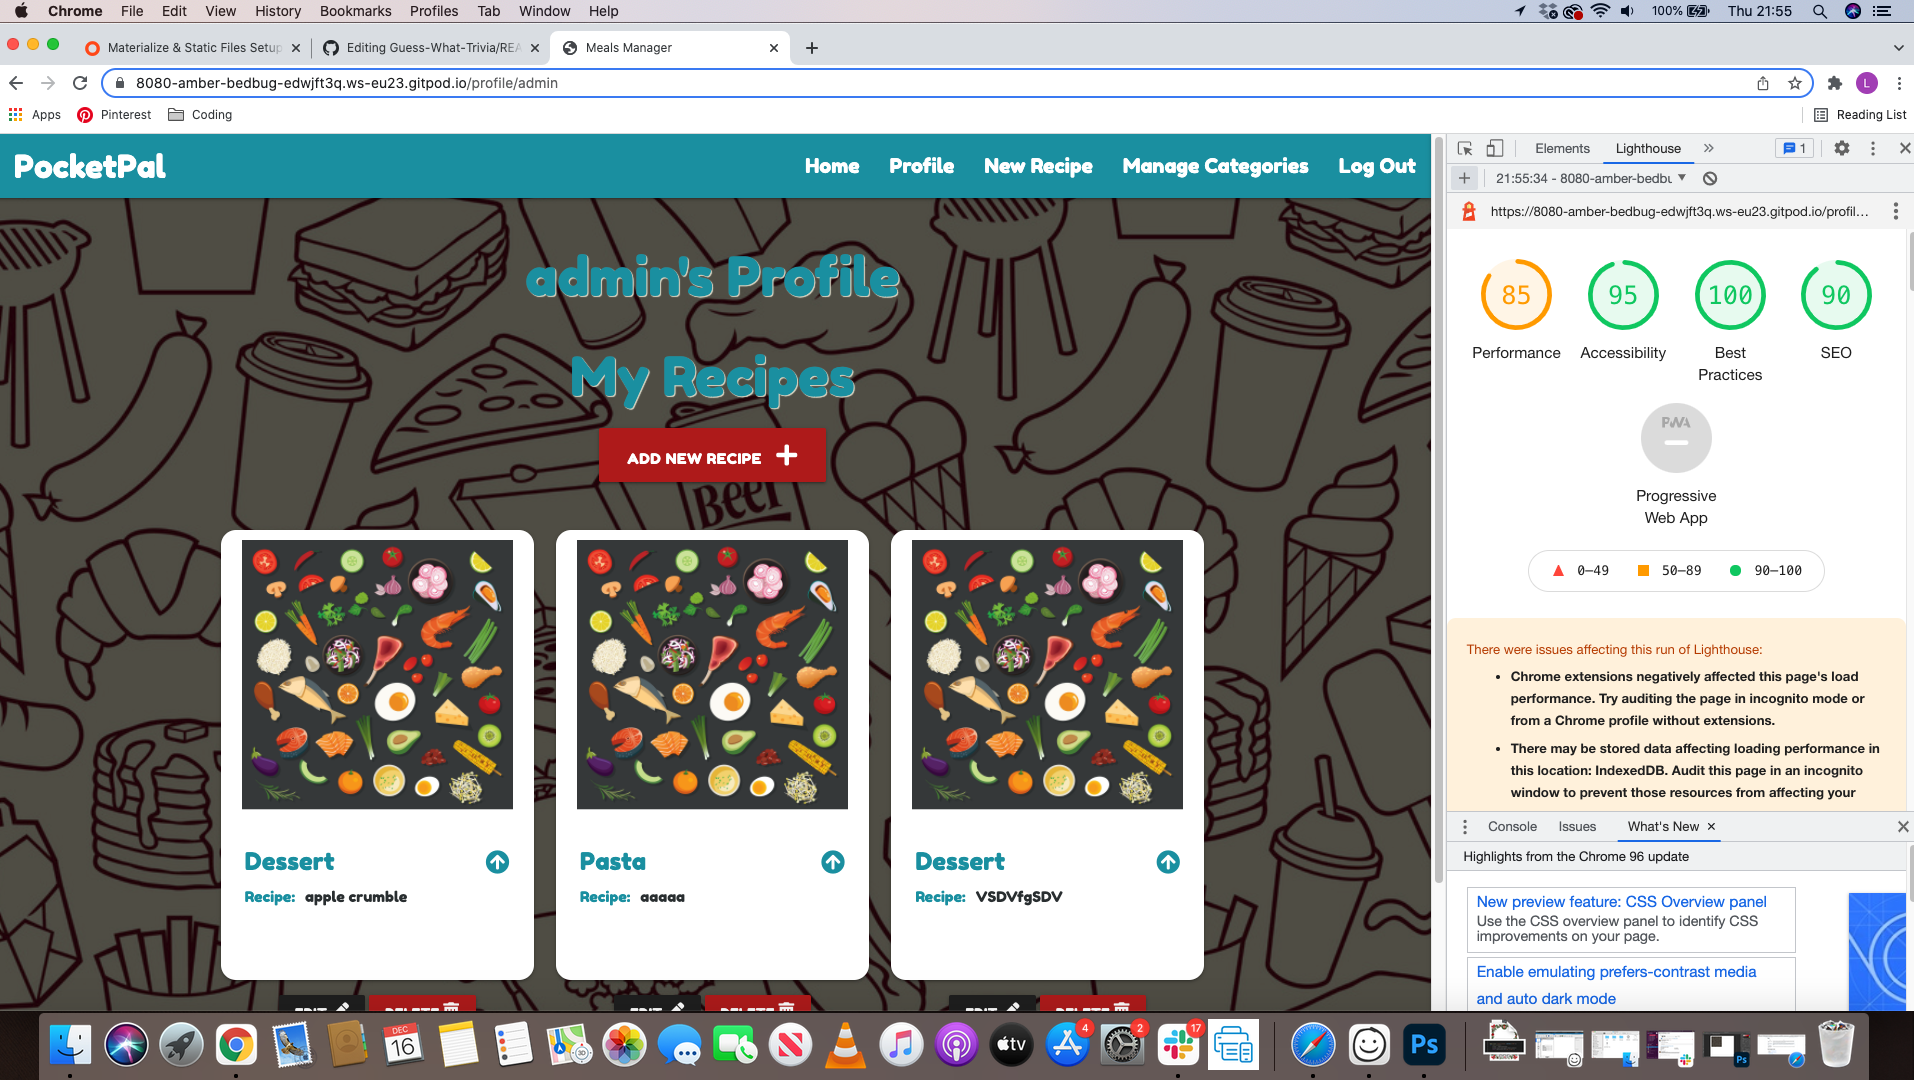 Chrome File Edit View History Bookmarks Profiles Tab Window Help 100% Thu 21:55
Materialize & Static Files Setup Editing Guess-What-Trivia/REA Meals Manager
8080-amber-bedbug-edwjft3q.ws-eu23.gitpod.io/profile/admin L
Apps Pinterest Coding Reading List
PocketPal Home Profile New Recipe Manage Categories Log Out
admin's Profile
My Recipes
ADD NEW RECIPE
BEEF
Dessert
Recipe: apple crumble
Pasta
Recipe: aaaaa
Dessert
Recipe: VSDVfgSDV
EDIT DELETE EDIT DELETE EDIT DELETE
Elements Lighthouse 1
21:55:34 - 8080-amber-bedbu
https://8080-amber-bedbug-edwjft3q.ws-eu23.gitpod.io/profil...
85 95 100 90
Performance Accessibility Best Practices SEO
PWA
Progressive
Web App
0–49 50–89 90–100
There were issues affecting this run of Lighthouse:
Chrome extensions negatively affected this page's load
performance. Try auditing the page in incognito mode or
from a Chrome profile without extensions.
There may be stored data affecting loading performance in
this location: IndexedDB. Audit this page in an incognito
window to prevent those resources from affecting your
Console Issues What's New
Highlights from the Chrome 96 update
New preview feature: CSS Overview panel
Use the CSS overview panel to identify CSS
improvements on your page.
Enable emulating prefers-contrast media
and auto dark mode
DEC
16
3D
tv
4
2
17
Ps